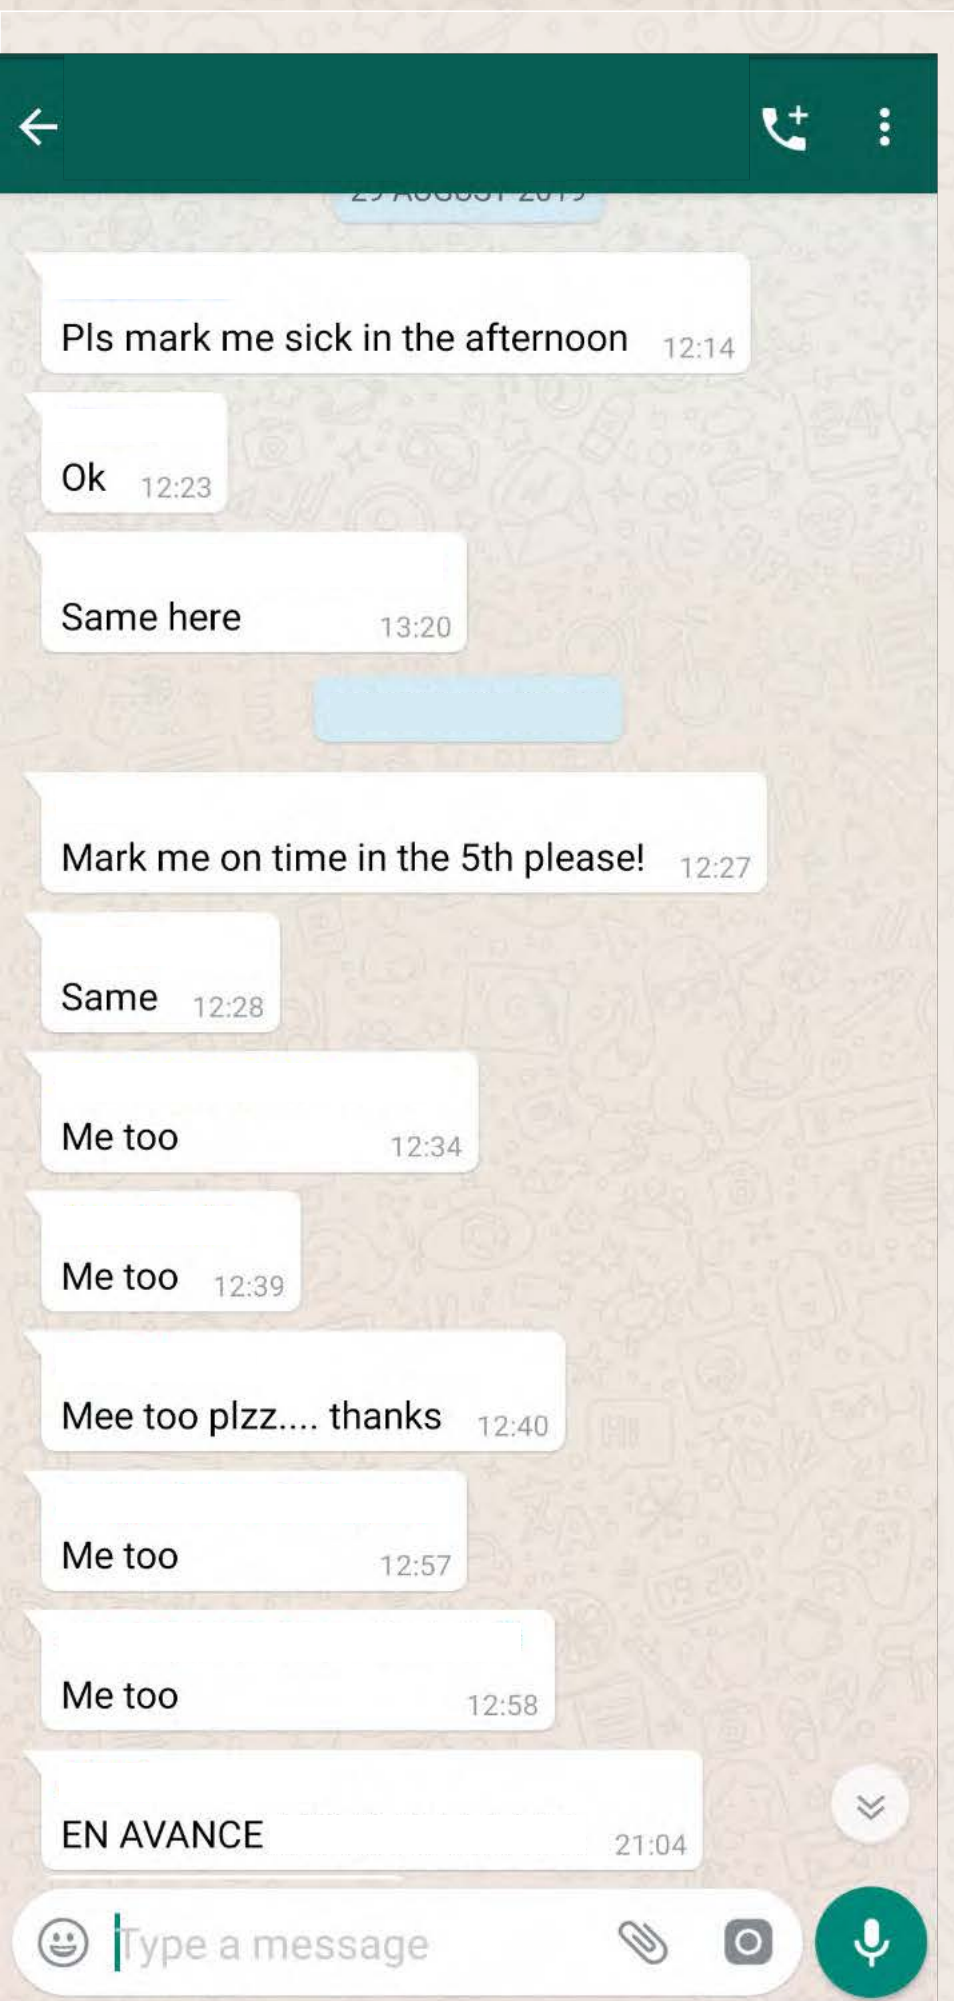 29 AUGUST 2019
Pls mark me sick in the afternoon 12:14
Ok 12:23
Same here 13:20
Mark me on time in the 5th please! 12:27
Same 12:28
Me too 12:34
Me too 12:39
Mee too plzz.... thanks 12:40
Me too 12:57
Me too 12:58
EN AVANCE 21:04
Type a message